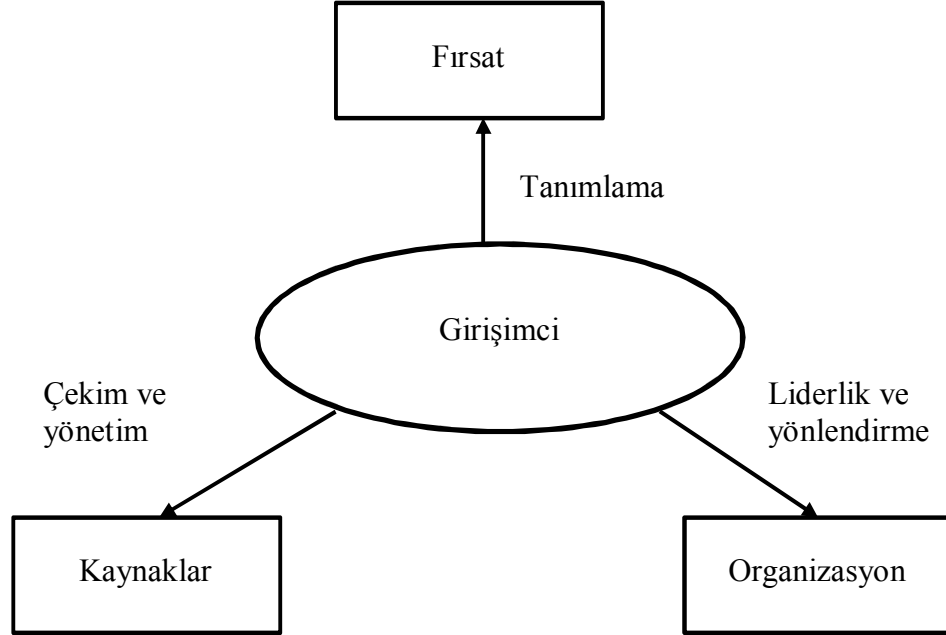 Fırsat
Tanımlama
Girişimci
Çekim ve
yönetim
Liderlik ve
yönlendirme
Kaynaklar
Organizasyon